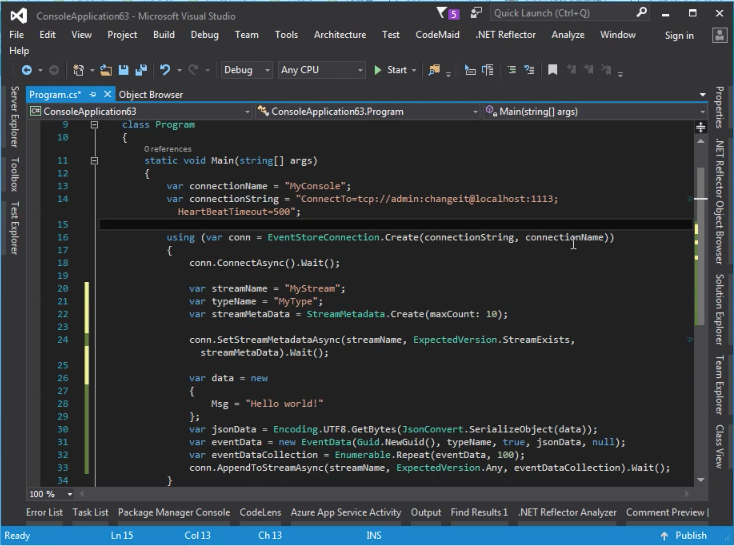 ConsoleApplication63 - Microsoft Visual Studio
5
Quick Launch (Ctrl+Q)
File Edit View Project Build Debug Team Tools Architecture Test CodeMaid .NET Reflector Analyze Window Sign in
Help
Debug Any CPU Start
Program.cs* Object Browser
C# ConsoleApplication63 ConsoleApplication63.Program Main(string[] args)
9 class Program
10 {
0 references
11 static void Main(string[] args)
12 {
13 var connectionName = "MyConsole";
14 var connectionString = "ConnectTo=tcp://admin:changeit@localhost:1113;
HeartBeatTimeout=500";
15
16 using (var conn = EventStoreConnection.Create(connectionString, connectionName))
17 {
18 conn.ConnectAsync().Wait();
19
20 var streamName = "MyStream";
21 var typeName = "MyType";
22 var streamMetaData = StreamMetadata.Create(maxCount: 10);
23
24 conn.SetStreamMetadataAsync(streamName, ExpectedVersion.StreamExists,
streamMetaData).Wait();
25
26 var data = new
27 {
28 Msg = "Hello world!"
29 };
30 var jsonData = Encoding.UTF8.GetBytes(JsonConvert.SerializeObject(data));
31 var eventData = new EventData(Guid.NewGuid(), typeName, true, jsonData, null);
32 var eventDataCollection = Enumerable.Repeat(eventData, 100);
33 conn.AppendToStreamAsync(streamName, ExpectedVersion.Any, eventDataCollection).Wait();
34 }
100 %
Server Explorer
Toolbox
Test Explorer
Properties
.NET Reflector Object Browser
Solution Explorer
Team Explorer
Class View
Error List Task List Package Manager Console CodeLens Azure App Service Activity Output Find Results 1 .NET Reflector Analyzer Comment Preview
Ready Ln 15 Col 13 Ch 13 INS Publish